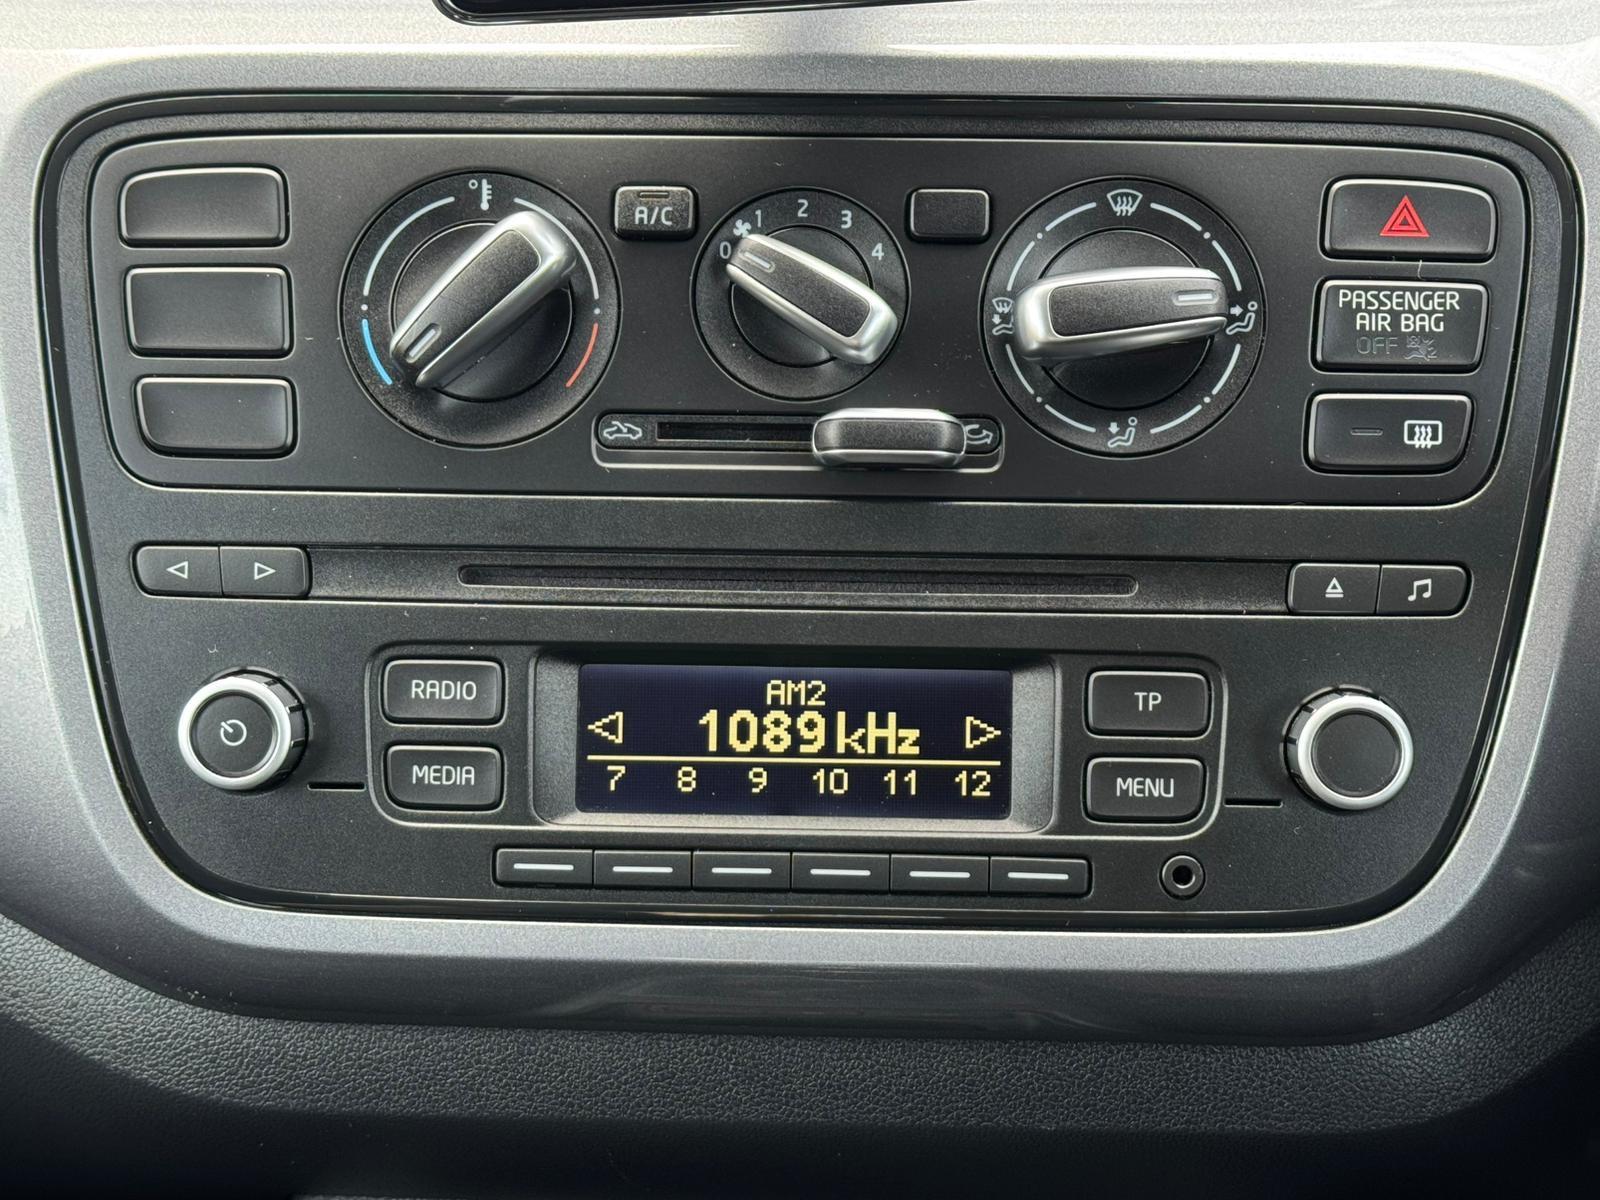 A/C
0 1 2 3 4
PASSENGER
AIR BAG
OFF
RADIO
MEDIA
AM2
1089 kHz
7 8 9 10 11 12
TP
MENU